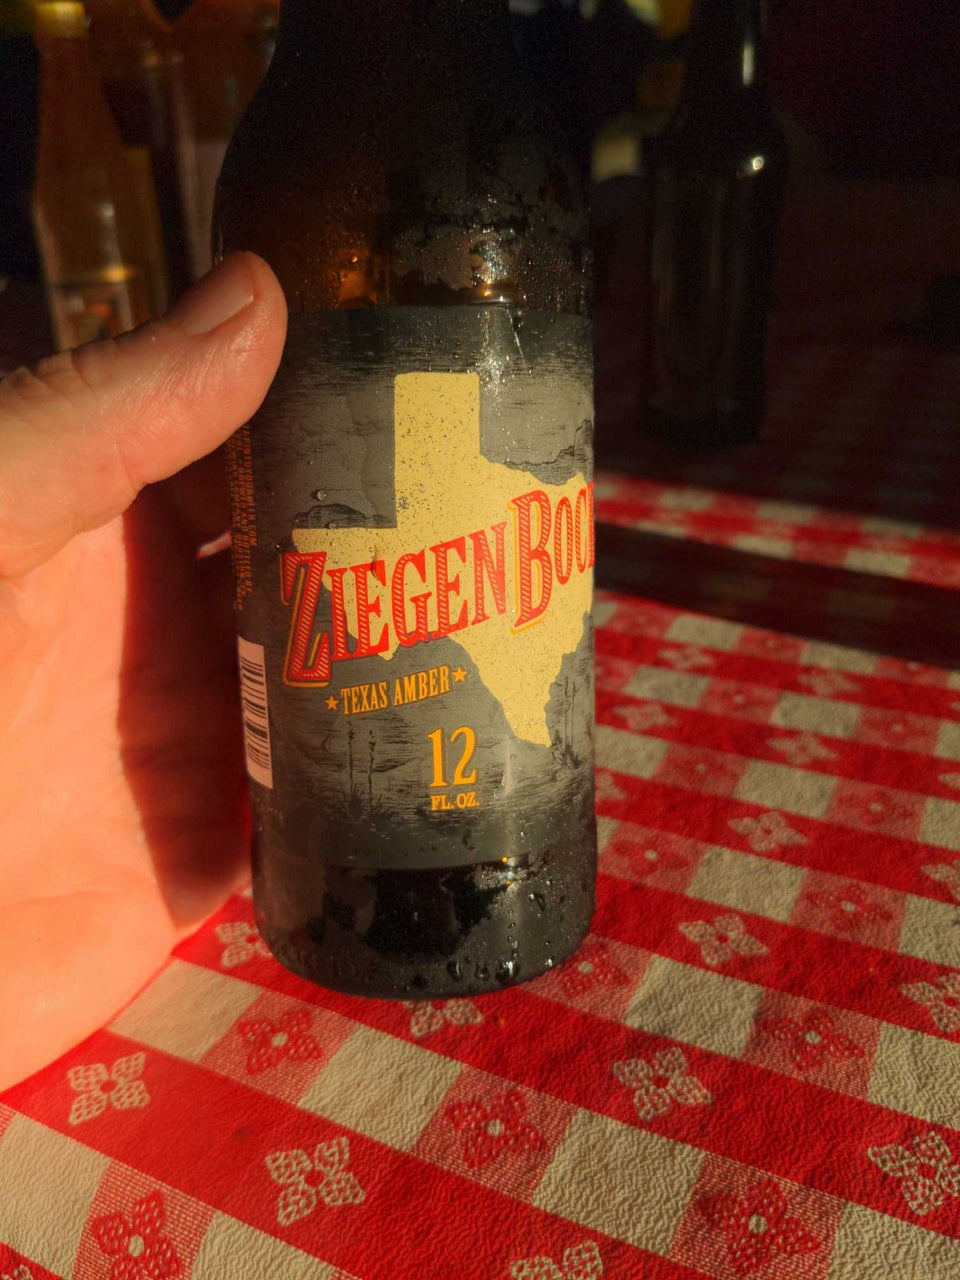 ZIEGENBOC
TEXAS AMBER
12
FL. OZ.